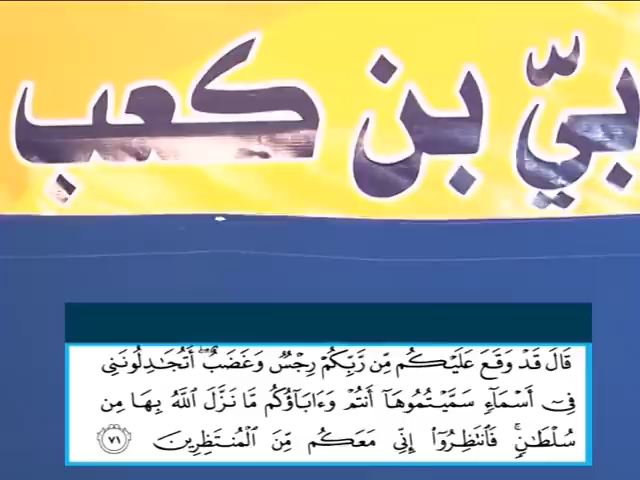 بيّ بن كعب
قَالَ قَدْ وَقَعَ عَلَيْكُم مِّن رَّبِّكُمْ رِجْسٌ وَغَضَبٌ ۖ أَتُجَٰدِلُونَنِى
فِىٓ أَسْمَآءٍ سَمَّيْتُمُوهَآ أَنتُمْ وَءَابَآؤُكُم مَّا نَزَّلَ ٱللَّهُ بِهَا مِن
سُلْطَٰنٍ ۚ فَٱنتَظِرُوٓا۟ إِنِّى مَعَكُم مِّنَ ٱلْمُنتَظِرِينَ ٧١